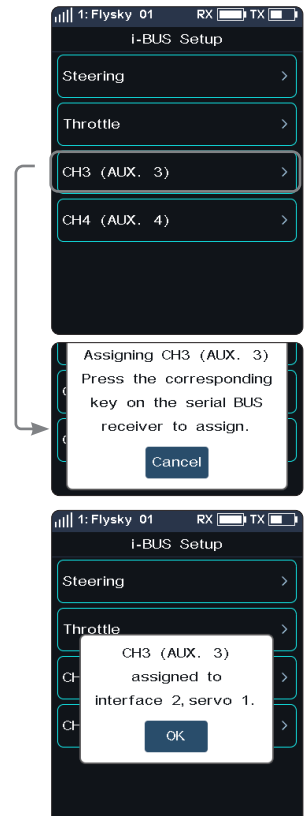 1: Flysky 01 RX TX
i-BUS Setup
Steering
Throttle
CH3 (AUX. 3)
CH4 (AUX. 4)
Assigning CH3 (AUX. 3)
Press the corresponding
key on the serial BUS
receiver to assign.
Cancel
1: Flysky 01 RX TX
i-BUS Setup
Steering
Throttle
CH3 (AUX. 3)
assigned to
interface 2, servo 1.
OK